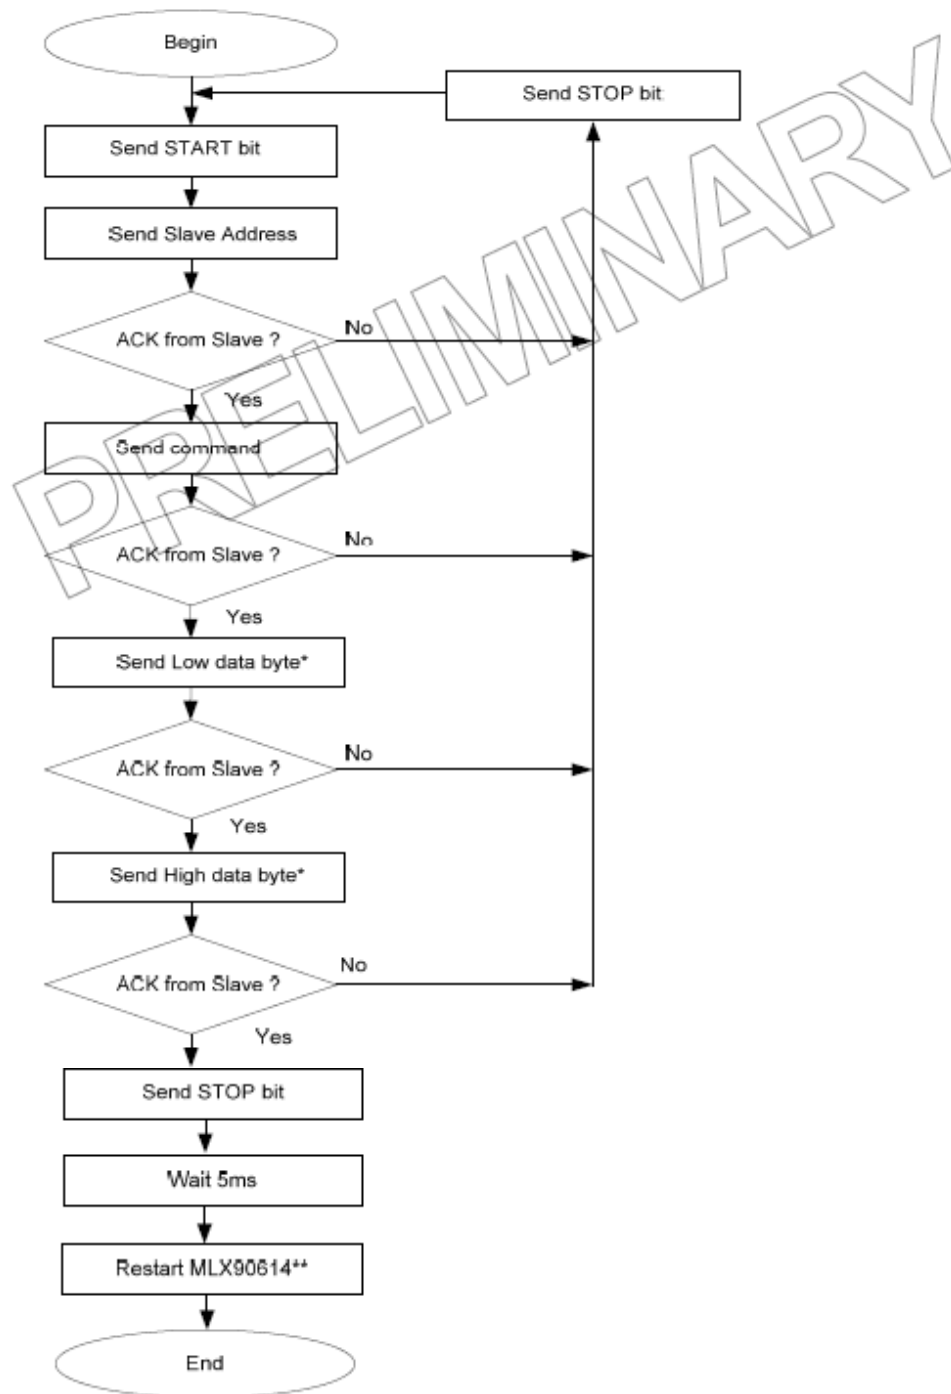 Begin
Send STOP bit
Send START bit
Send Slave Address
ACK from Slave ?
No
Yes
Send command
ACK from Slave ?
No
Yes
Send Low data byte*
ACK from Slave ?
No
Yes
Send High data byte*
ACK from Slave ?
No
Yes
Send STOP bit
Wait 5ms
Restart MLX90614**
End
PRELIMINARY